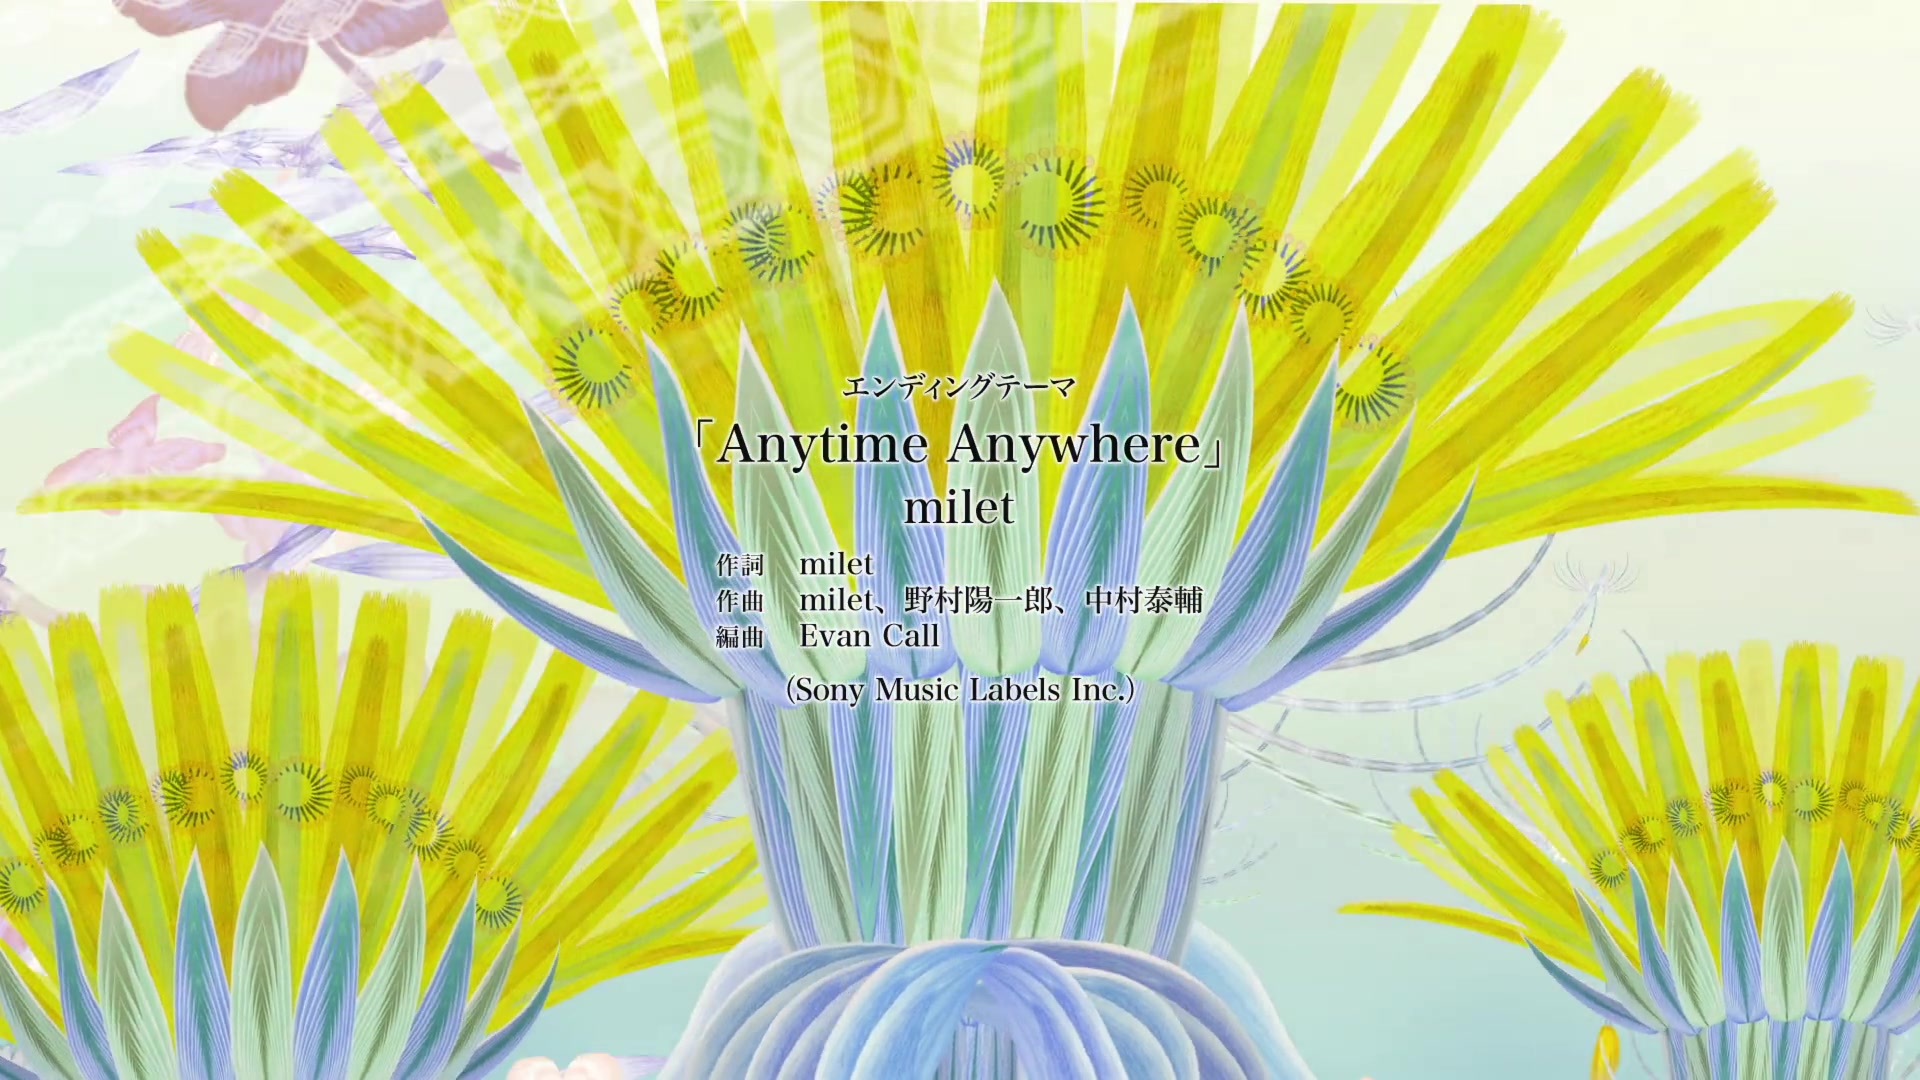 エンディングテーマ
「Anytime Anywhere」
milet
作詞 milet
作曲 milet、野村陽一郎、中村泰輔
編曲 Evan Call
(Sony Music Labels Inc.)